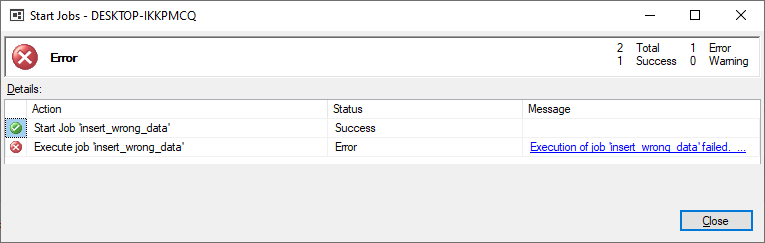 Start Jobs - DESKTOP-IKKPMCQ
Error
2 Total 1 Error
1 Success 0 Warning
Details:
Action Status Message
Start Job 'insert_wrong_data' Success
Execute job 'insert_wrong_data' Error Execution of job 'insert_wrong_data' failed. ...
Close